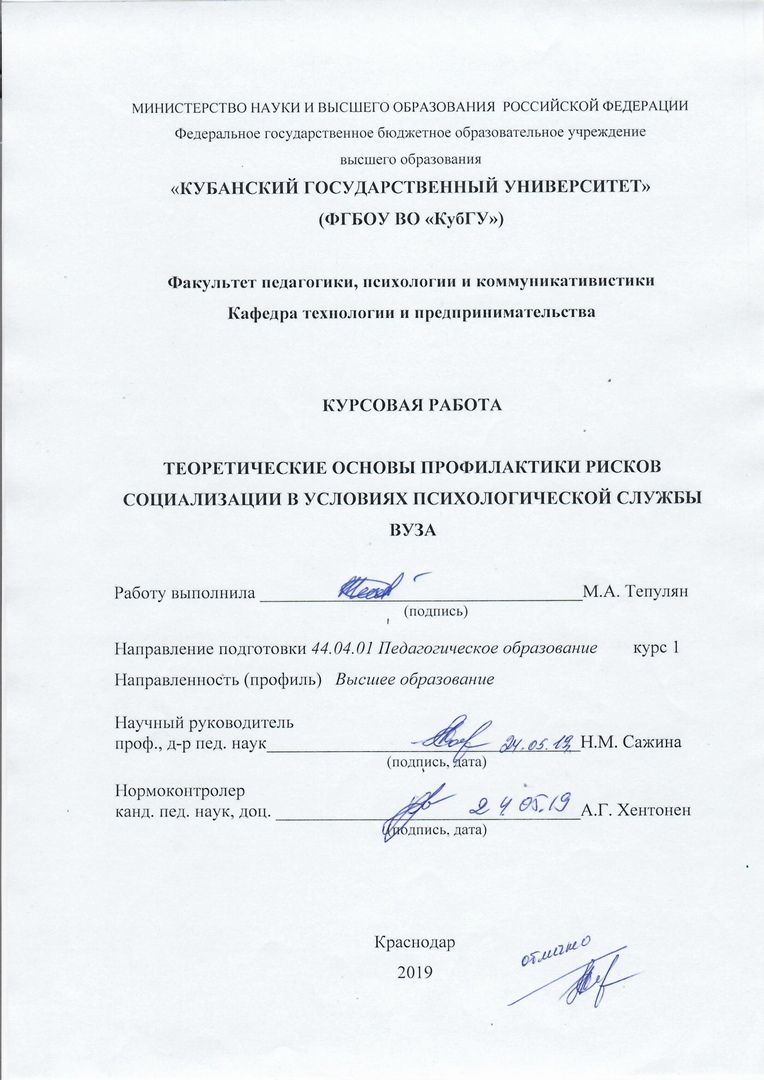 МИНИСТЕРСТВО НАУКИ И ВЫСШЕГО ОБРАЗОВАНИЯ РОССИЙСКОЙ ФЕДЕРАЦИИ
Федеральное государственное бюджетное образовательное учреждение
высшего образования
«КУБАНСКИЙ ГОСУДАРСТВЕННЫЙ УНИВЕРСИТЕТ»
(ФГБОУ ВО «КубГУ»)
Факультет педагогики, психологии и коммуникативистики
Кафедра технологии и предпринимательства
КУРСОВАЯ РАБОТА
ТЕОРЕТИЧЕСКИЕ ОСНОВЫ ПРОФИЛАКТИКИ РИСКОВ
СОЦИАЛИЗАЦИИ В УСЛОВИЯХ ПСИХОЛОГИЧЕСКОЙ СЛУЖБЫ
ВУЗА
Работу выполнила М.А. Тепулян
(подпись)
Направление подготовки 44.04.01 Педагогическое образование курс 1
Направленность (профиль) Высшее образование
Научный руководитель
проф., д-р пед. наук 24.05.19 Н.М. Сажина
(подпись, дата)
Нормоконтролер
канд. пед. наук, доц. 24.05.19 А.Г. Хентонен
(подпись, дата)
Краснодар
отлично
2019